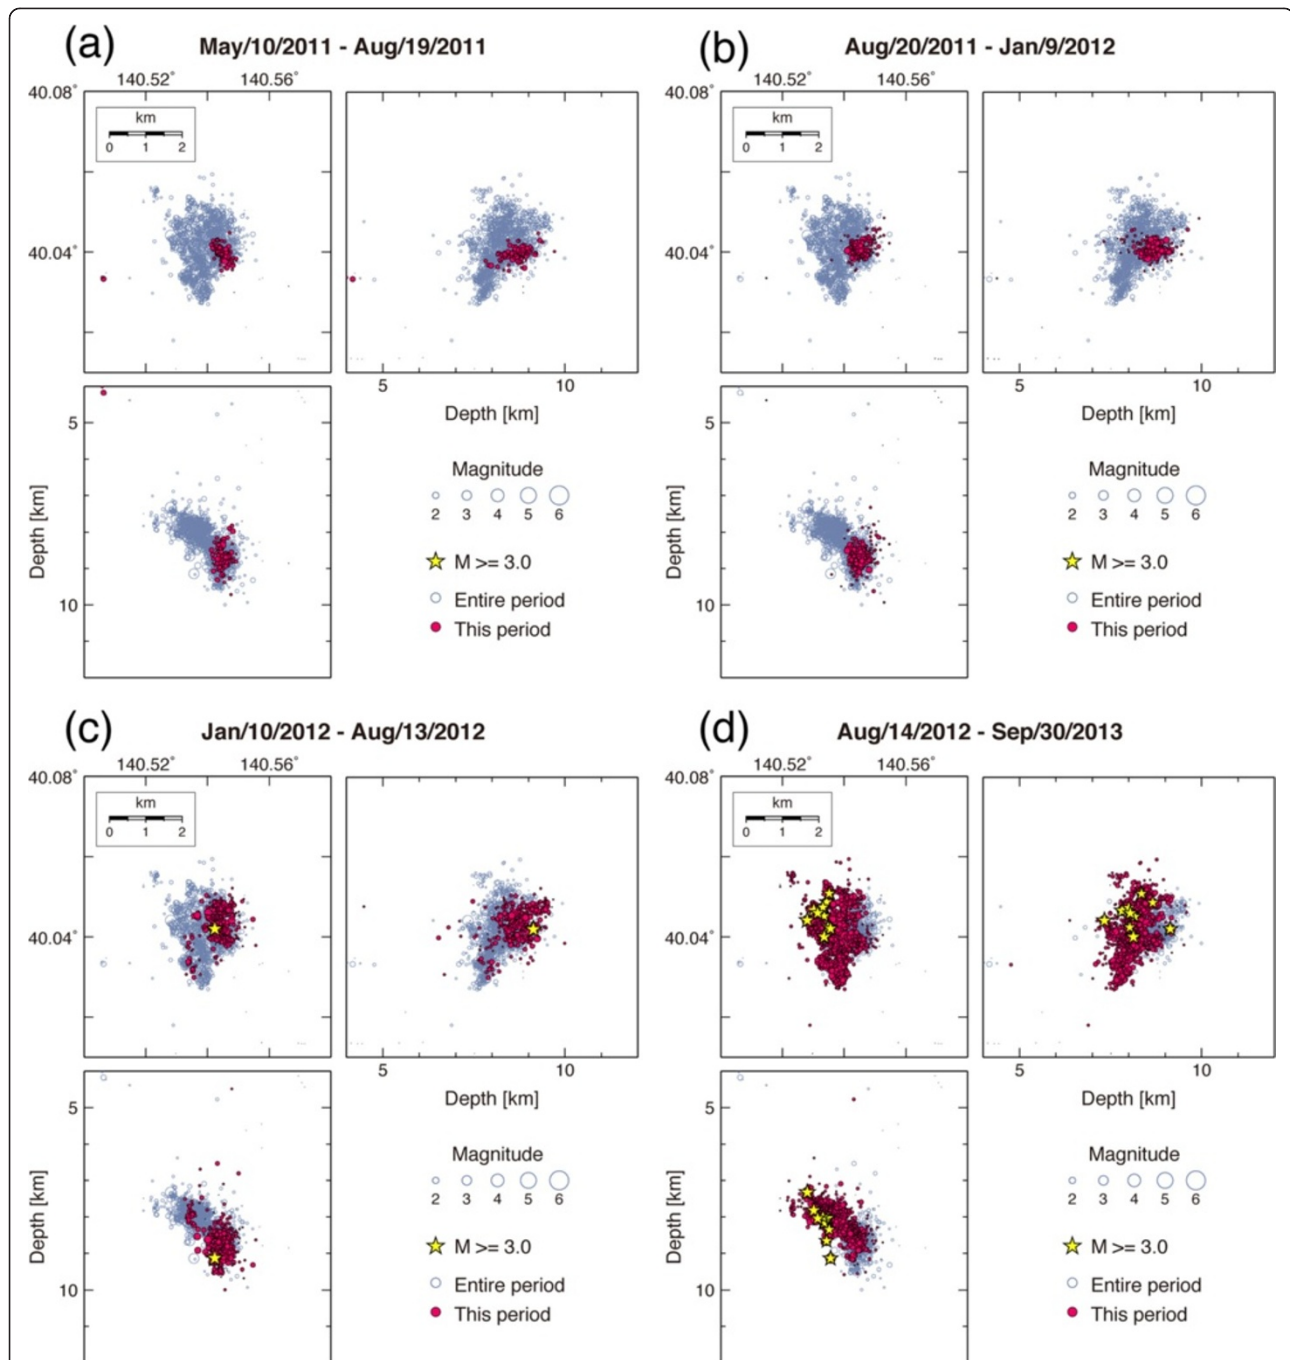 (a) May/10/2011 - Aug/19/2011
140.52° 140.56°
40.08°
km
0 1 2
40.04°
5 10
Depth [km]
5
Depth [km]
10
Magnitude
2 3 4 5 6
M >= 3.0
Entire period
This period
(b) Aug/20/2011 - Jan/9/2012
140.52° 140.56°
40.08°
km
0 1 2
40.04°
5 10
Depth [km]
5
Depth [km]
10
Magnitude
2 3 4 5 6
M >= 3.0
Entire period
This period
(c) Jan/10/2012 - Aug/13/2012
140.52° 140.56°
40.08°
km
0 1 2
40.04°
5 10
Depth [km]
5
Depth [km]
10
Magnitude
2 3 4 5 6
M >= 3.0
Entire period
This period
(d) Aug/14/2012 - Sep/30/2013
140.52° 140.56°
40.08°
km
0 1 2
40.04°
5 10
Depth [km]
5
Depth [km]
10
Magnitude
2 3 4 5 6
M >= 3.0
Entire period
This period